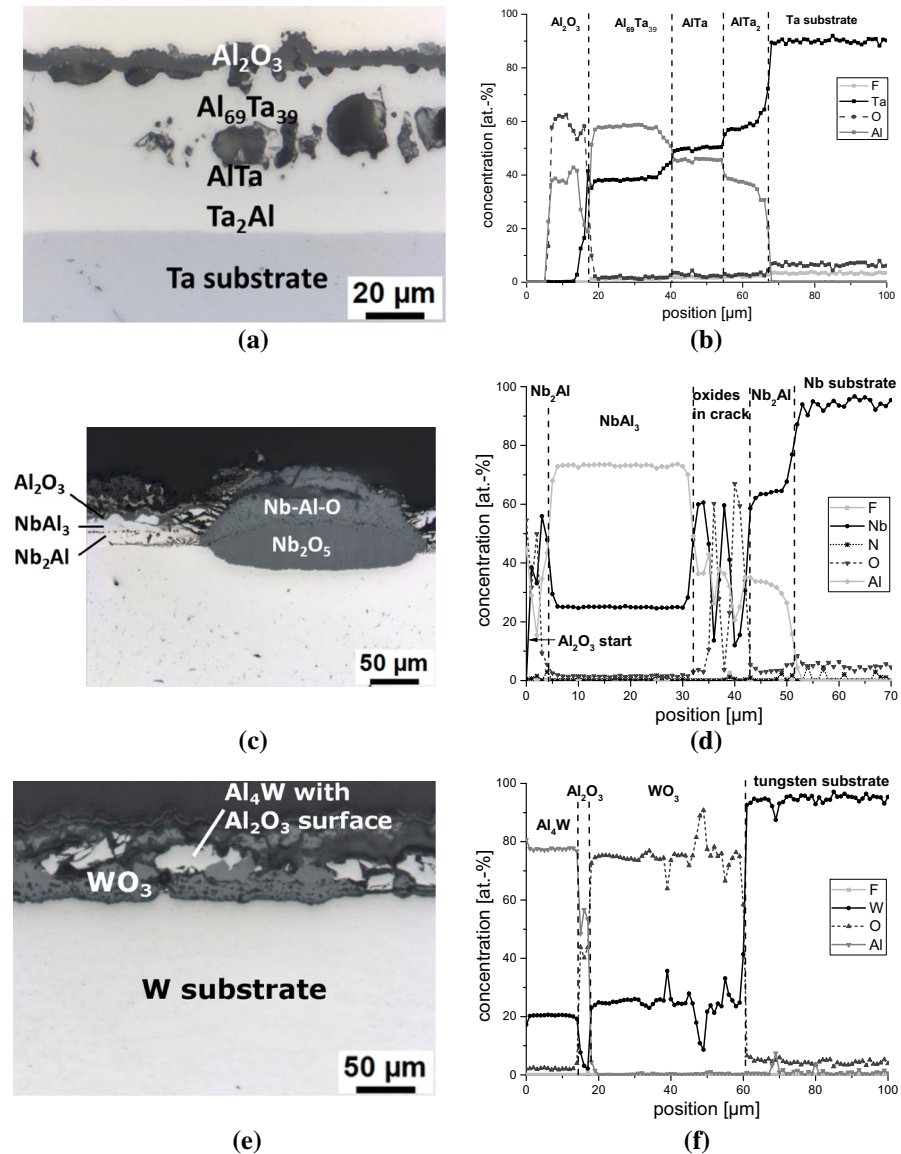 Al₂O₃
Al₆₉Ta₃₉
AlTa
Ta₂Al
Ta substrate
20 µm
(a)
Al₂O₃ Al₆₉Ta₃₉ AlTa AlTa₂ Ta substrate
100
80
60
40
20
0
concentration [at.-%]
F
Ta
O
Al
0 20 40 60 80 100
position [µm]
(b)
Al₂O₃
NbAl₃
Nb₂Al
Nb-Al-O
Nb₂O₅
50 µm
(c)
Nb₂Al NbAl₃ oxides in crack Nb₂Al Nb substrate
100
80
60
40
20
0
concentration [at.-%]
F
Nb
N
O
Al
Al₂O₃ start
0 10 20 30 40 50 60 70
position [µm]
(d)
Al₄W with
Al₂O₃ surface
WO₃
W substrate
50 µm
(e)
Al₄W Al₂O₃ WO₃ tungsten substrate
100
80
60
40
20
0
concentration [at.-%]
F
W
O
Al
0 20 40 60 80 100
position [µm]
(f)